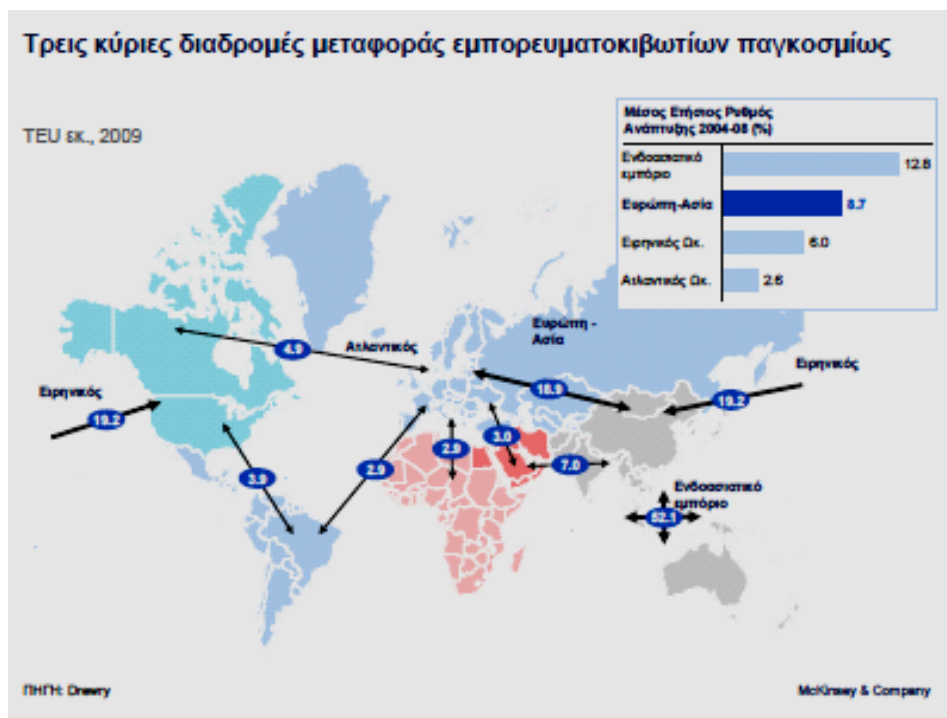 Τρεις κύριες διαδρομές μεταφοράς εμπορευματοκιβωτίων παγκοσμίως
TEU εκ., 2009
Μέσος Ετήσιος Ρυθμός
Ανάπτυξης 2004-08 (%)
Ενδοασιατικό
εμπόριο
12.8
Ευρώπη-Ασία
8.7
Ειρηνικός Ωκ.
6.0
Ατλαντικός Ωκ.
2.6
Ευρώπη -
Ασία
4.9
Ατλαντικός
Ειρηνικός
18.9
Ειρηνικός
19.2
19.2
3.9
2.9
2.9
3.0
7.0
Ενδοασιατικό
εμπόριο
52.1
ΠΗΓΗ: Drewry
McKinsey & Company